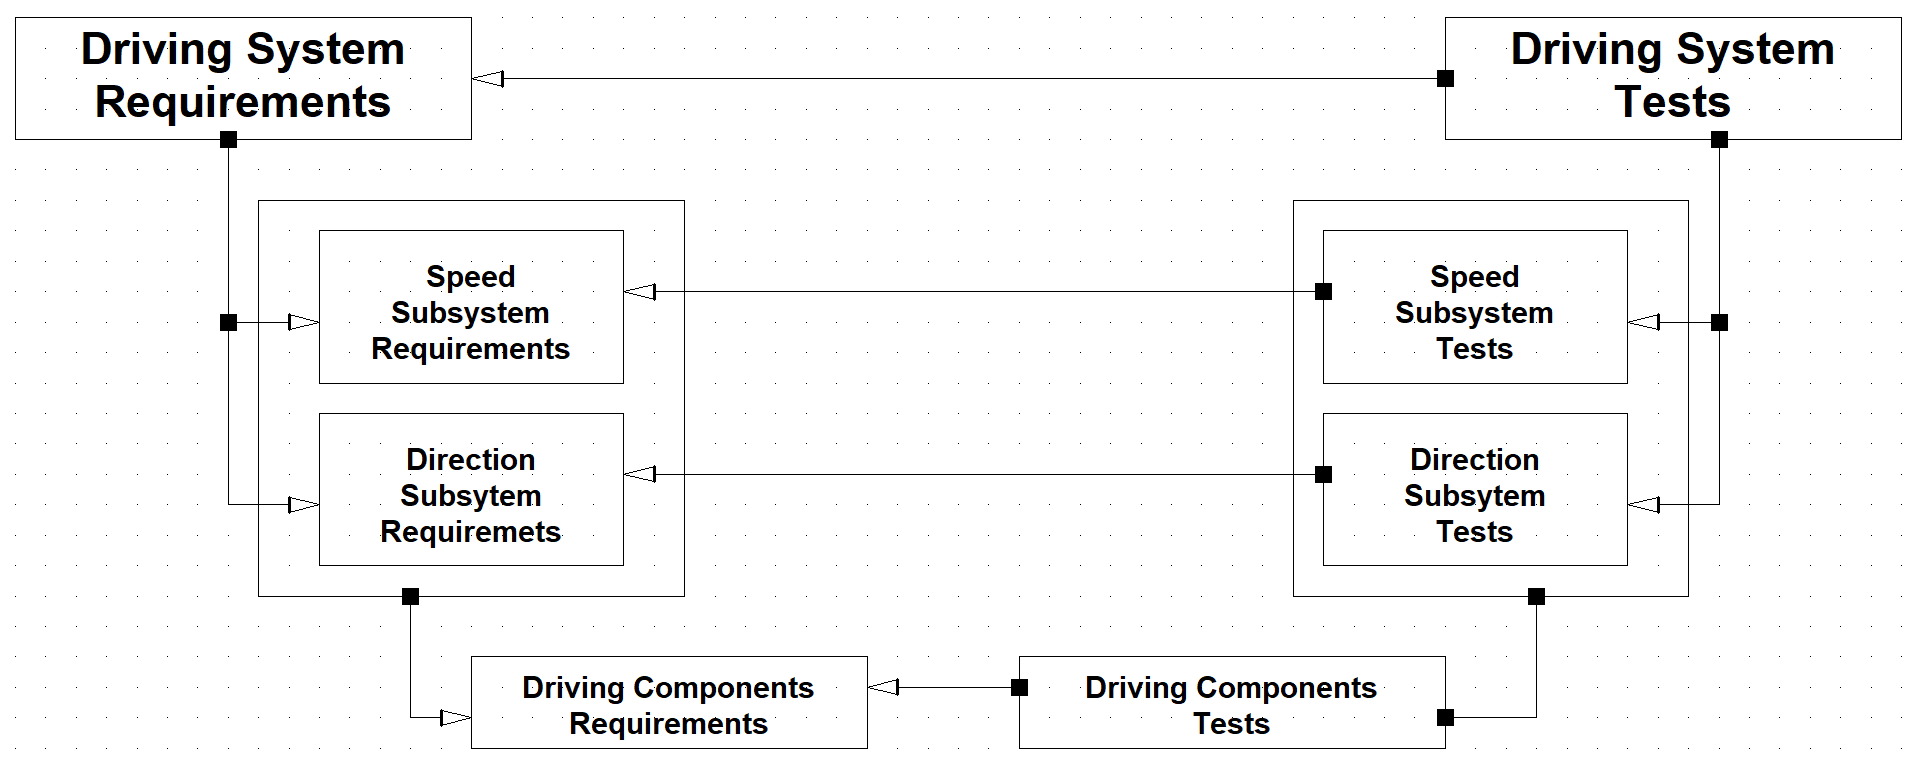 Driving System
Requirements
Driving System
Tests
Speed
Subsystem
Requirements
Speed
Subsystem
Tests
Direction
Subsytem
Requiremets
Direction
Subsytem
Tests
Driving Components
Requirements
Driving Components
Tests